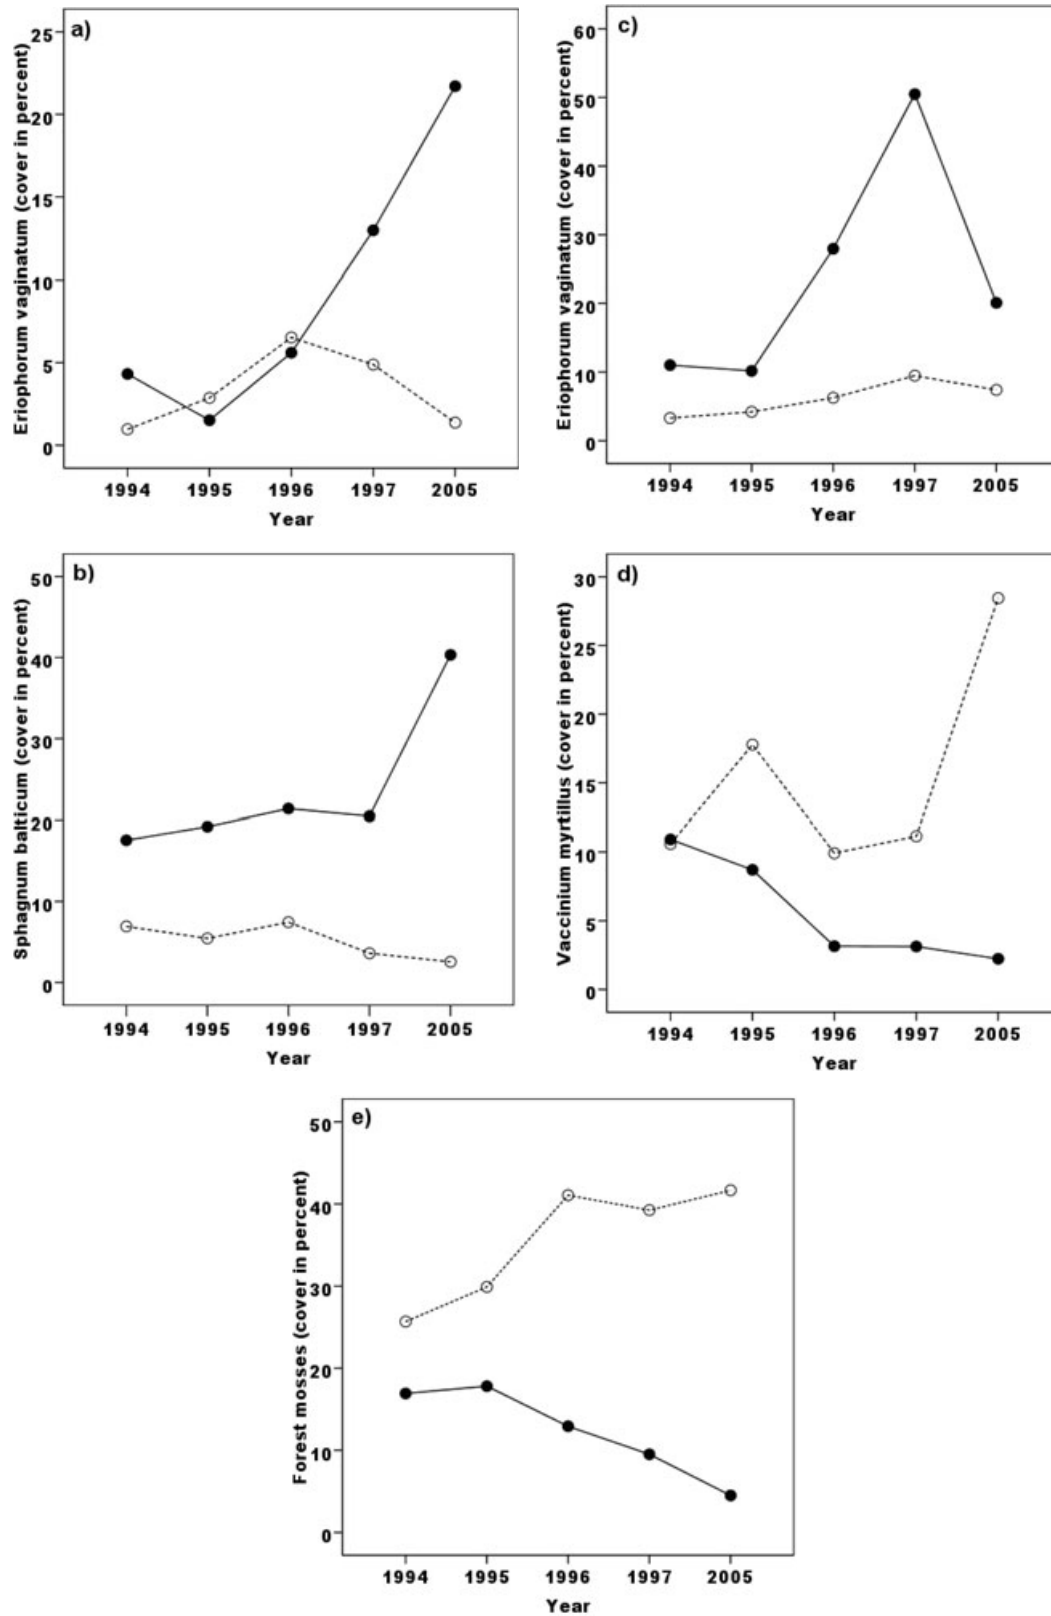 a)
Eriophorum vaginatum (cover in percent)
25
20
15
10
5
0
1994 1995 1996 1997 2005
Year
c)
Eriophorum vaginatum (cover in percent)
60
50
40
30
20
10
0
1994 1995 1996 1997 2005
Year
b)
Sphagnum balticum (cover in percent)
50
40
30
20
10
0
1994 1995 1996 1997 2005
Year
d)
Vaccinium myrtillus (cover in percent)
30
25
20
15
10
5
0
1994 1995 1996 1997 2005
Year
e)
Forest mosses (cover in percent)
50
40
30
20
10
0
1994 1995 1996 1997 2005
Year